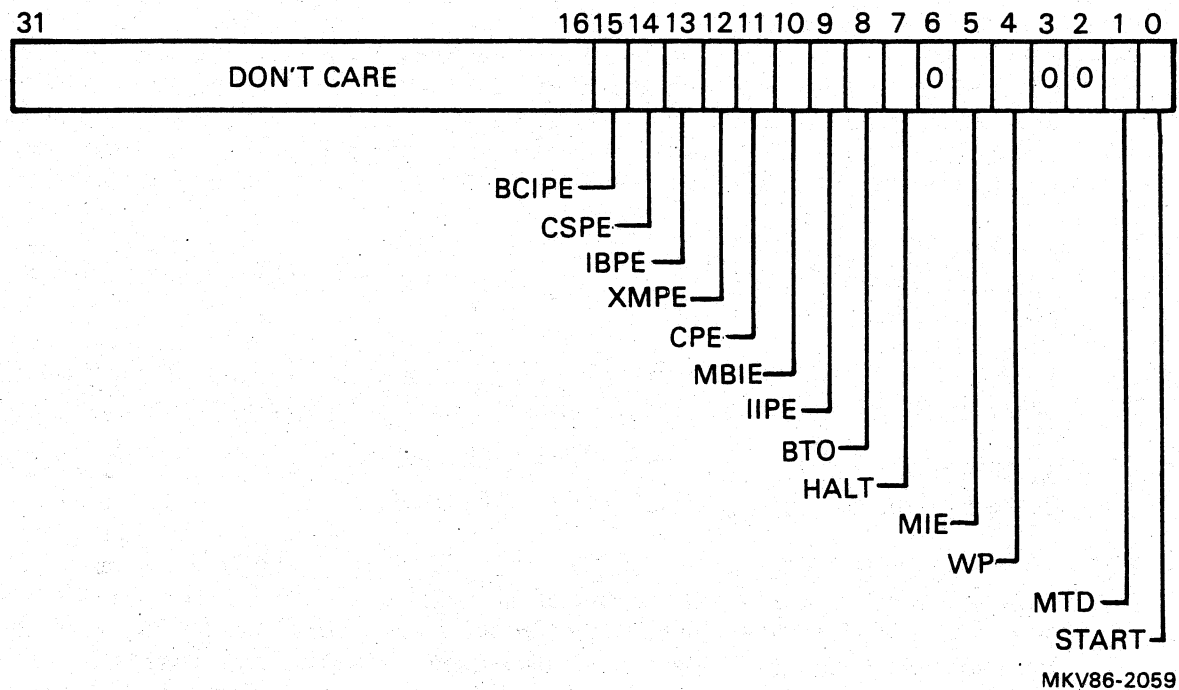 31 16 15 14 13 12 11 10 9 8 7 6 5 4 3 2 1 0
DON'T CARE 0 0 0
BCIPE
CSPE
IBPE
XMPE
CPE
MBIE
IIPE
BTO
HALT
MIE
WP
MTD
START
MKV86-2059